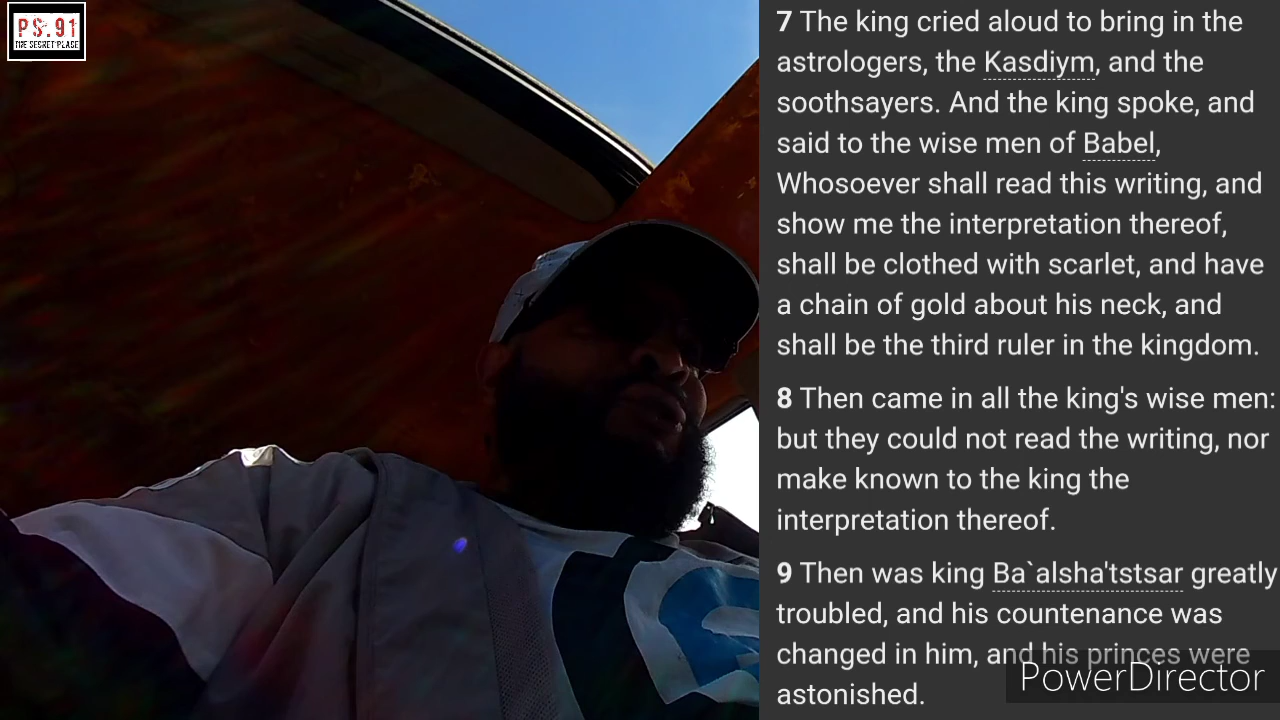 PS.91
THE SECRET PLACE
7 The king cried aloud to bring in the
astrologers, the Kasdiym, and the
soothsayers. And the king spoke, and
said to the wise men of Babel,
Whosoever shall read this writing, and
show me the interpretation thereof,
shall be clothed with scarlet, and have
a chain of gold about his neck, and
shall be the third ruler in the kingdom.
8 Then came in all the king's wise men:
but they could not read the writing, nor
make known to the king the
interpretation thereof.
9 Then was king Ba`alsha'tstsar greatly
troubled, and his countenance was
changed in him, and his princes were
astonished.
PowerDirector